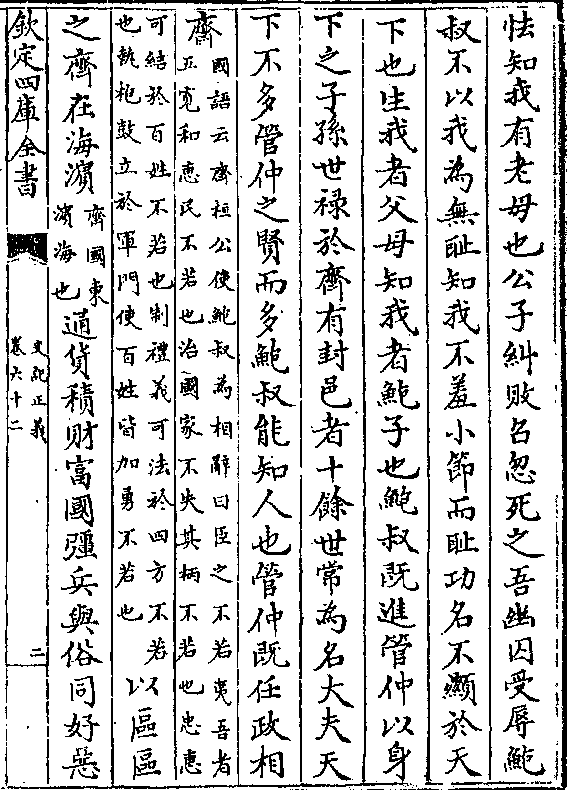 怯知我有老母也公子糾敗召忽死之吾幽囚受辱鮑
叔不以我為無耻知我不羞小節而耻功名不顯於天
下也生我者父母知我者鮑子也鮑叔既進管仲以身
下之子孫世禄於齊有封邑者十餘世常為名大夫天
下不多管仲之賢而多鮑叔能知人也管仲既任政相
齊
國語云齊桓公使鮑叔為相辭曰臣之不若夷吾者
五寛和惠民不若也治國家不失其柄不若也忠惠
可結於百姓不若也制禮義可法於四方不若
也執枹鼓立於軍門使百姓皆加勇不若也
以區區
之齊在海濵
齊國東
濵海也
通貨積財富國彊兵與俗同好惡
欽定四庫全書
史記正義
卷六十二
二